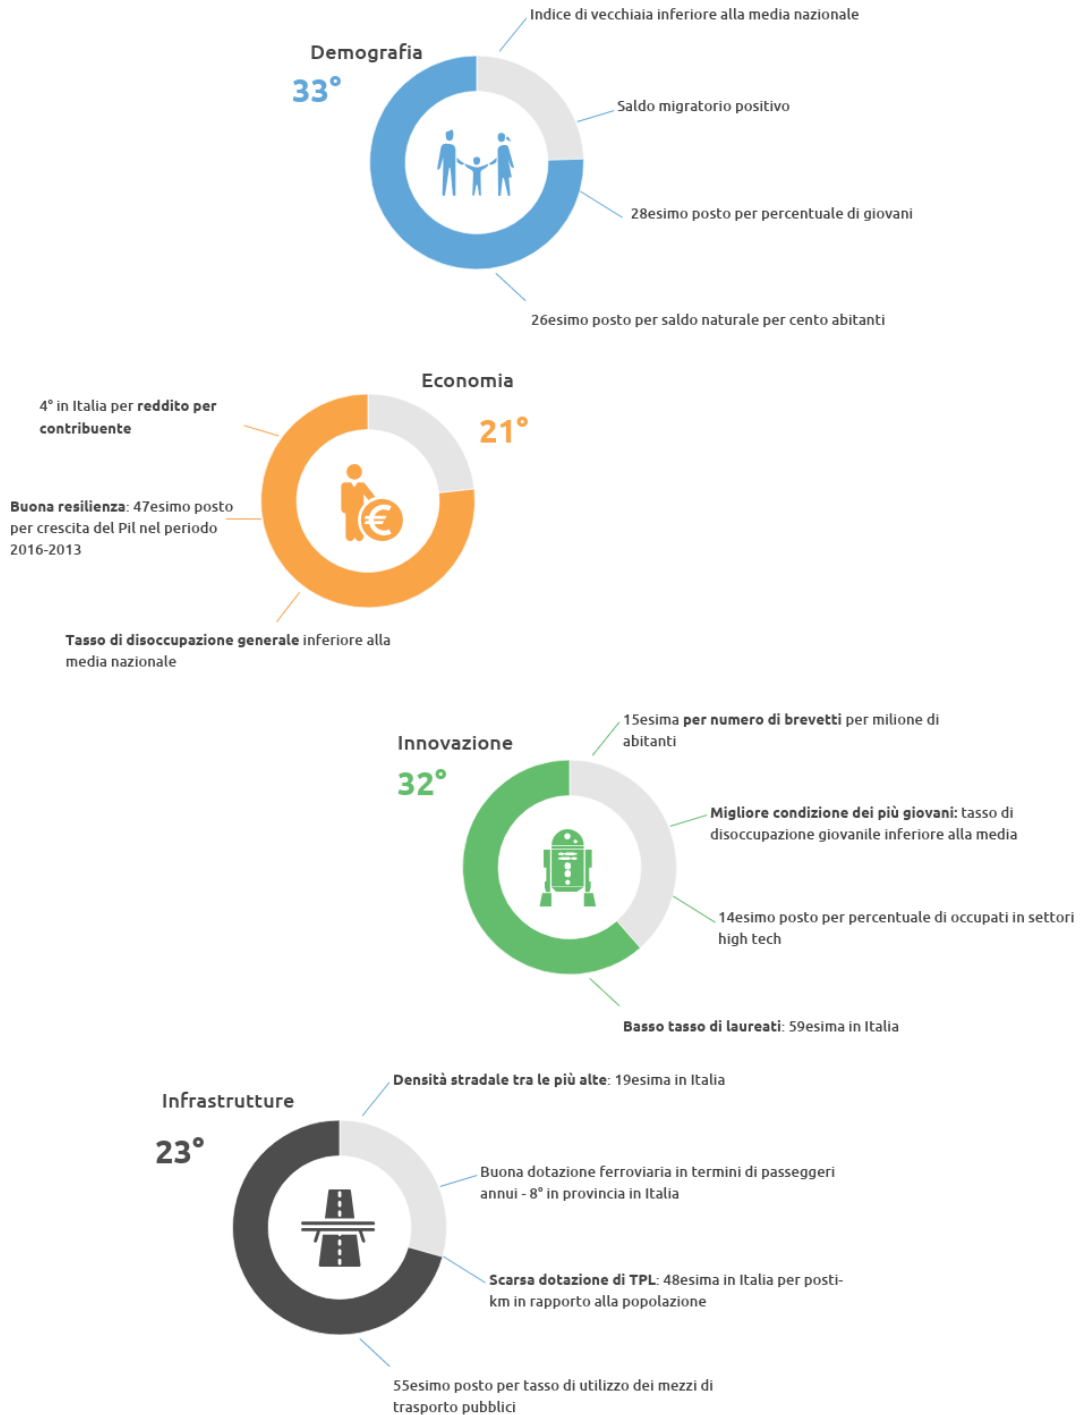 Indice di vecchiaia inferiore alla media nazionale
Demografia
33°
Saldo migratorio positivo
28esimo posto per percentuale di giovani
26esimo posto per saldo naturale per cento abitanti
Economia
21°
4° in Italia per reddito per
contribuente
Buona resilienza: 47esimo posto
per crescita del Pil nel periodo
2016-2013
Tasso di disoccupazione generale inferiore alla
media nazionale
15esima per numero di brevetti per milione di
abitanti
Innovazione
32°
Migliore condizione dei più giovani: tasso di
disoccupazione giovanile inferiore alla media
14esimo posto per percentuale di occupati in settori
high tech
Basso tasso di laureati: 59esima in Italia
Densità stradale tra le più alte: 19esima in Italia
Infrastrutture
23°
Buona dotazione ferroviaria in termini di passeggeri
annui - 8° in provincia in Italia
Scarsa dotazione di TPL: 48esima in Italia per posti-
km in rapporto alla popolazione
55esimo posto per tasso di utilizzo dei mezzi di
trasporto pubblici